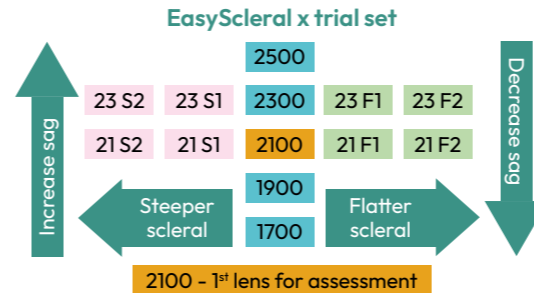 EasyScleral x trial set
Increase sag
2500
23 S2 23 S1 2300 23 F1 23 F2
21 S2 21 S1 2100 21 F1 21 F2
1900
Steeper
scleral
Flatter
scleral
1700
Decrease sag
2100 - 1st lens for assessment